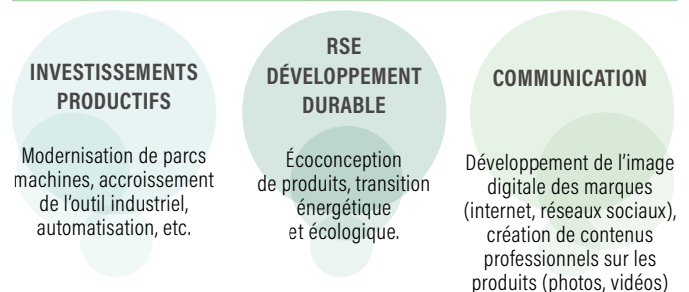 INVESTISSEMENTS
PRODUCTIFS
Modernisation de parcs
machines, accroissement
de l'outil industriel,
automatisation, etc.
RSE
DÉVELOPPEMENT
DURABLE
Écoconception
de produits, transition
énergétique
et écologique.
COMMUNICATION
Développement de l'image
digitale des marques
(internet, réseaux sociaux),
création de contenus
professionnels sur les
produits (photos, vidéos)